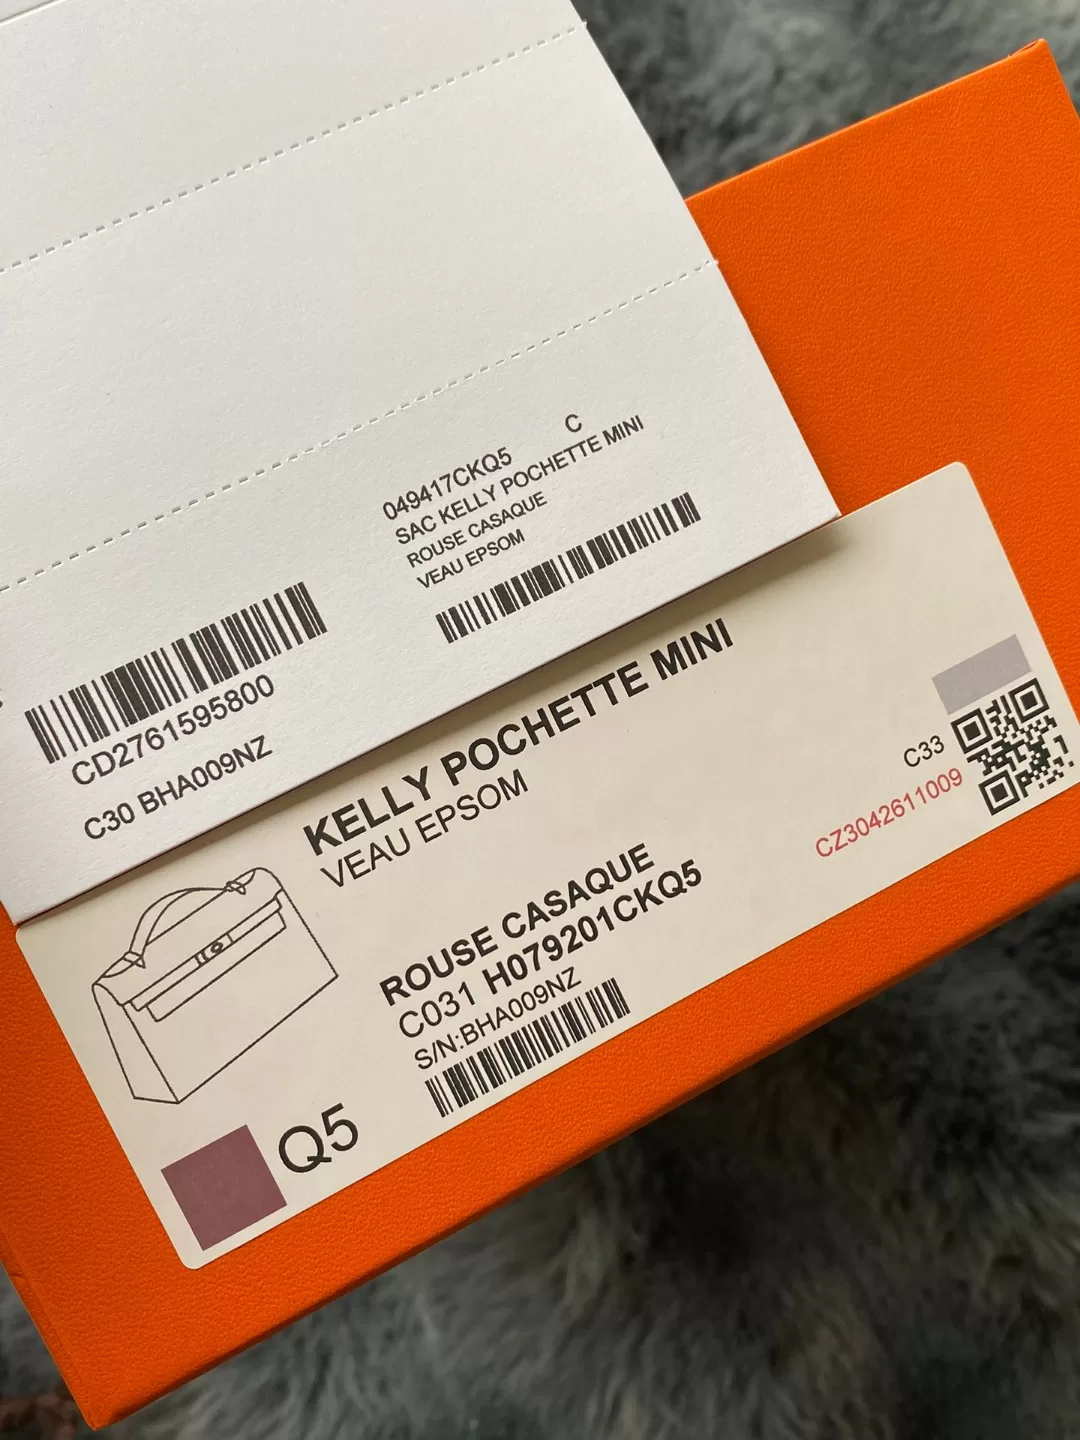 049417CKQ5 C
SAC KELLY POCHETTE MINI
ROUSE CASAQUE
VEAU EPSOM
CD2761595800
C30 BHA009NZ
KELLY POCHETTE MINI
VEAU EPSOM
ROUSE CASAQUE
C031 H079201CKQ5
S/N:BHA009NZ
Q5
C33
CZ3042611009